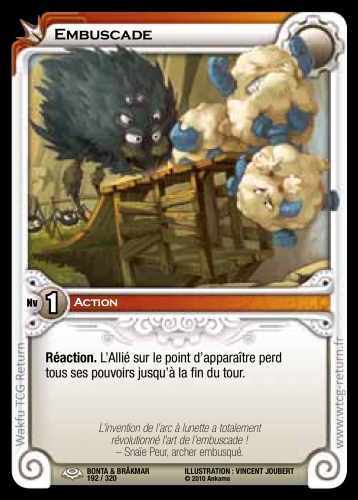 EMBUSCADE
Nv 1 ACTION
Réaction. L'Allié sur le point d'apparaître perd
tous ses pouvoirs jusqu'à la fin du tour.
L'invention de l'arc à lunette a totalement
révolutionné l'art de l'embuscade !
– Snaïe Peur, archer embusqué.
BONTA & BRÂKMAR
192 / 320
ILLUSTRATION : VINCENT JOUBERT
© 2010 Ankama
Wakfu TCG Return
www.wtcg-return.fr